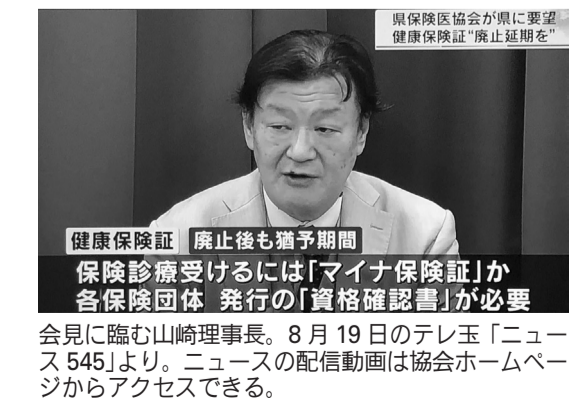 県保険医協会が県に要望
健康保険証“廃止延期を”
健康保険証 廃止後も猶予期間
保険診療受けるには「マイナ保険証」か
各保険団体 発行の「資格確認書」が必要
会見に臨む山崎理事長。8月19日のテレ玉「ニュー
ス545」より。ニュースの配信動画は協会ホームペー
ジからアクセスできる。